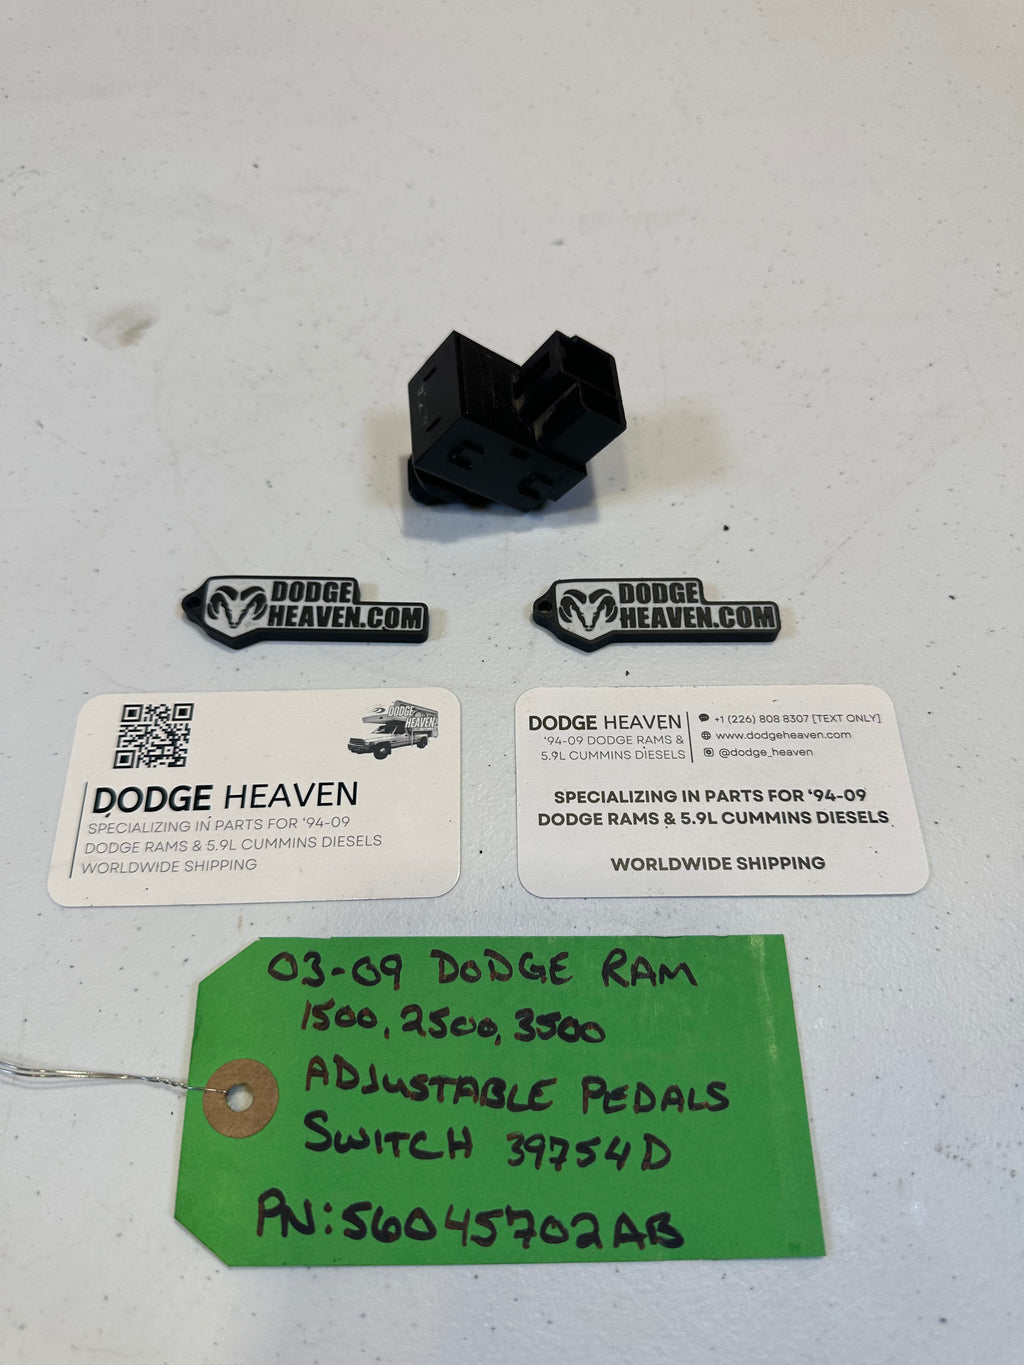 DODGE
HEAVEN.COM
DODGE
HEAVEN.COM
DODGE
HEAVEN
DODGE HEAVEN
SPECIALIZING IN PARTS FOR ‘94-09
DODGE RAMS & 5.9L CUMMINS DIESELS
WORLDWIDE SHIPPING
DODGE HEAVEN
‘94-09 DODGE RAMS &
5.9L CUMMINS DIESELS
+1 (226) 808 8307 [TEXT ONLY]
www.dodgeheaven.com
@dodge_heaven
SPECIALIZING IN PARTS FOR ‘94-09
DODGE RAMS & 5.9L CUMMINS DIESELS
WORLDWIDE SHIPPING
03-09 DODGE RAM
1500, 2500, 3500
ADJUSTABLE PEDALS
SWITCH 39754D
PN: 56045702AB